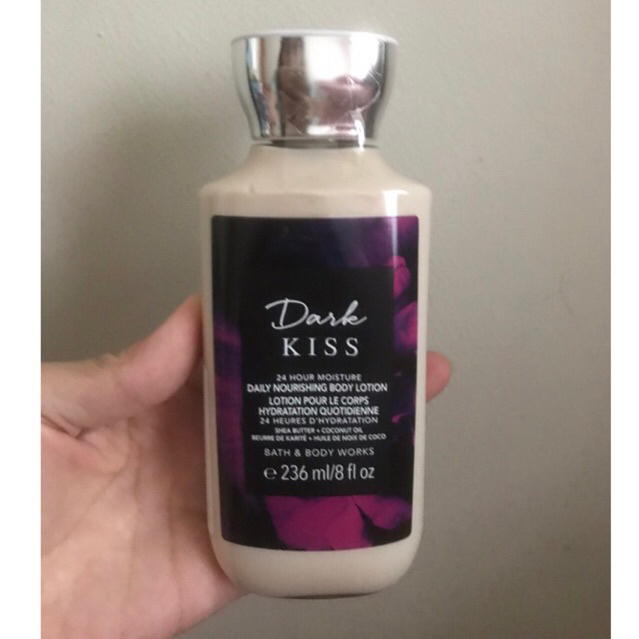 Dark
KISS
24 HOUR MOISTURE
DAILY NOURISHING BODY LOTION
LOTION POUR LE CORPS
HYDRATATION QUOTIDIENNE
24 HEURES D'HYDRATATION
SHEA BUTTER + COCONUT OIL
BEURRE DE KARITÉ + HUILE DE NOIX DE COCO
BATH & BODY WORKS
℮ 236 ml/8 fl oz